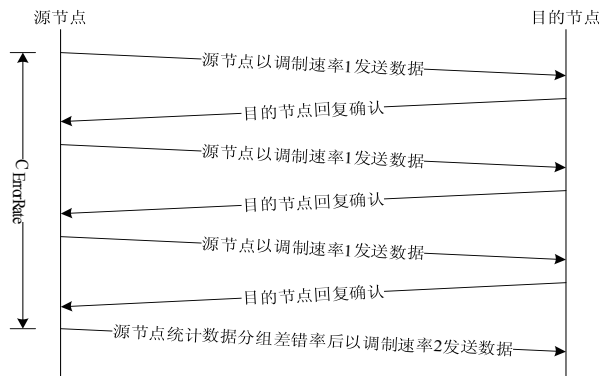 源节点
目的节点
源节点以调制速率1发送数据
目的节点回复确认
源节点以调制速率1发送数据
目的节点回复确认
C ErrorRate
源节点以调制速率1发送数据
目的节点回复确认
源节点统计数据分组差错率后以调制速率2发送数据